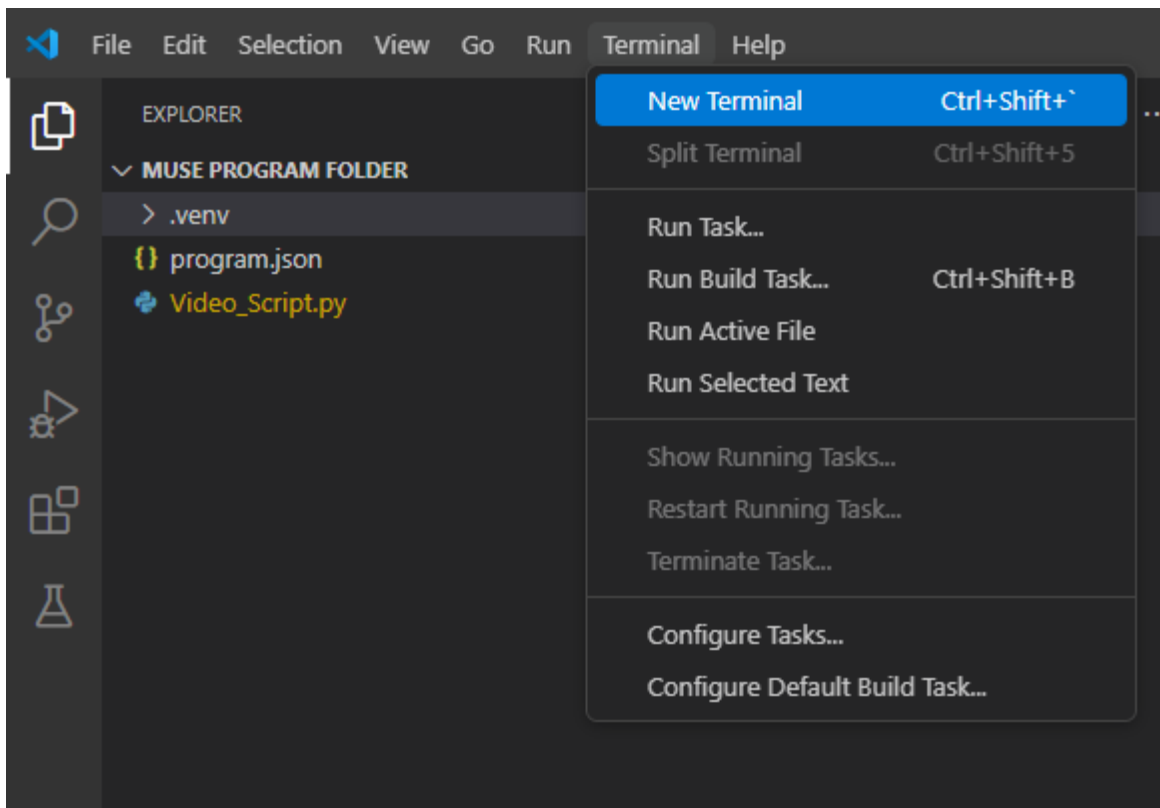 File Edit Selection View Go Run Terminal Help
EXPLORER
MUSE PROGRAM FOLDER
.venv
{} program.json
Video_Script.py
New Terminal Ctrl+Shift+`
Split Terminal Ctrl+Shift+5
Run Task...
Run Build Task... Ctrl+Shift+B
Run Active File
Run Selected Text
Show Running Tasks...
Restart Running Task...
Terminate Task...
Configure Tasks...
Configure Default Build Task...